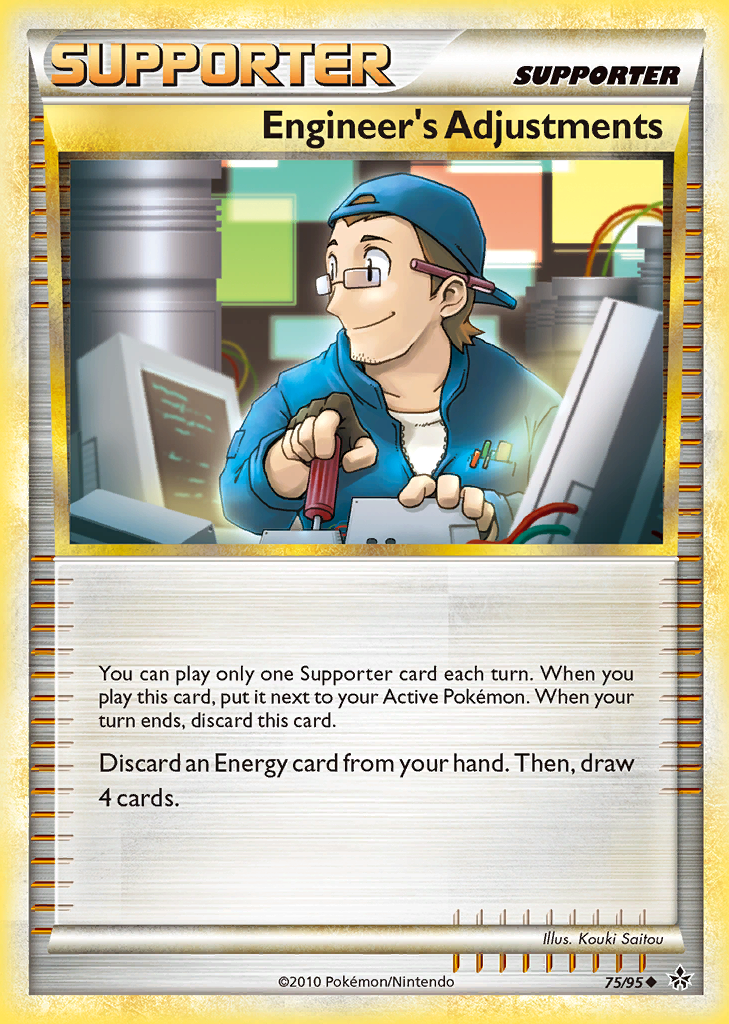 SUPPORTER
SUPPORTER
Engineer's Adjustments
You can play only one Supporter card each turn. When you
play this card, put it next to your Active Pokémon. When your
turn ends, discard this card.
Discard an Energy card from your hand. Then, draw
4 cards.
Illus. Kouki Saitou
©2010 Pokémon/Nintendo
75/95